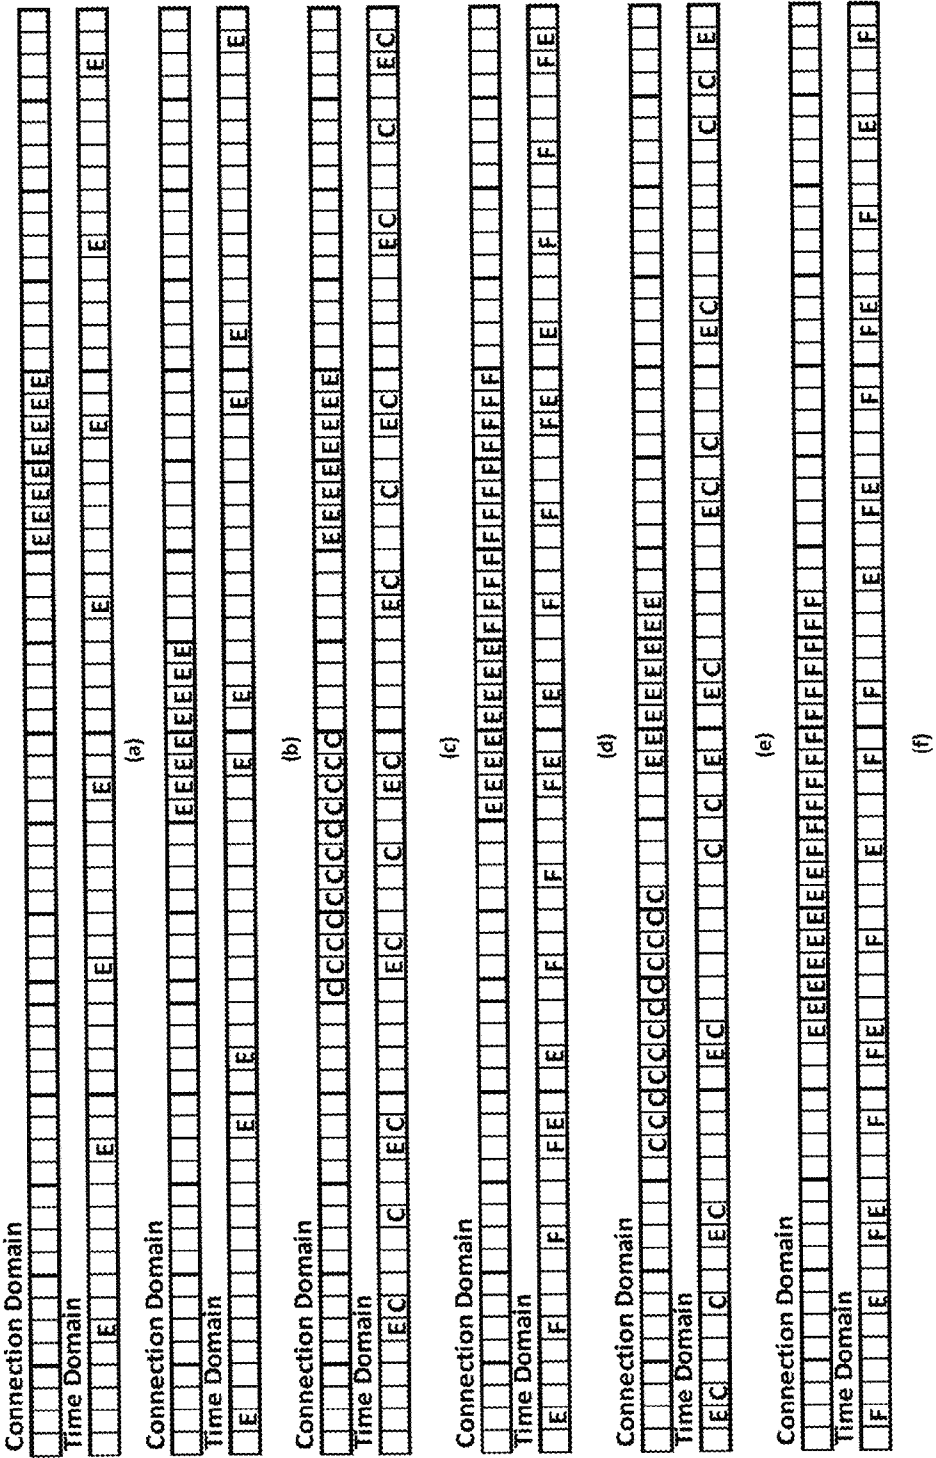 Connection Domain
E E E E E E E E
Time Domain
E E E E E E E E
(a)
Connection Domain
E E E E E E E E
Time Domain
E E E E E E E E
(b)
Connection Domain
C C C C C C C C C C C C E E E E E E E E
Time Domain
E C C E C E C C E C E C C E C E C C E C
(c)
Connection Domain
E E E E E E E E F F F F F F F F F F F F
Time Domain
E F F F E E F F F E E F F F E E F F F E
(d)
Connection Domain
C C C C C C C C C C C C E E E E E E E E
Time Domain
E C C E C E C C C E E C E C C E C C C E
(e)
Connection Domain
E E E E E E E E F F F F F F F F F F F F
Time Domain
F E F E F F E F E F F E F E F F E F E F
(f)